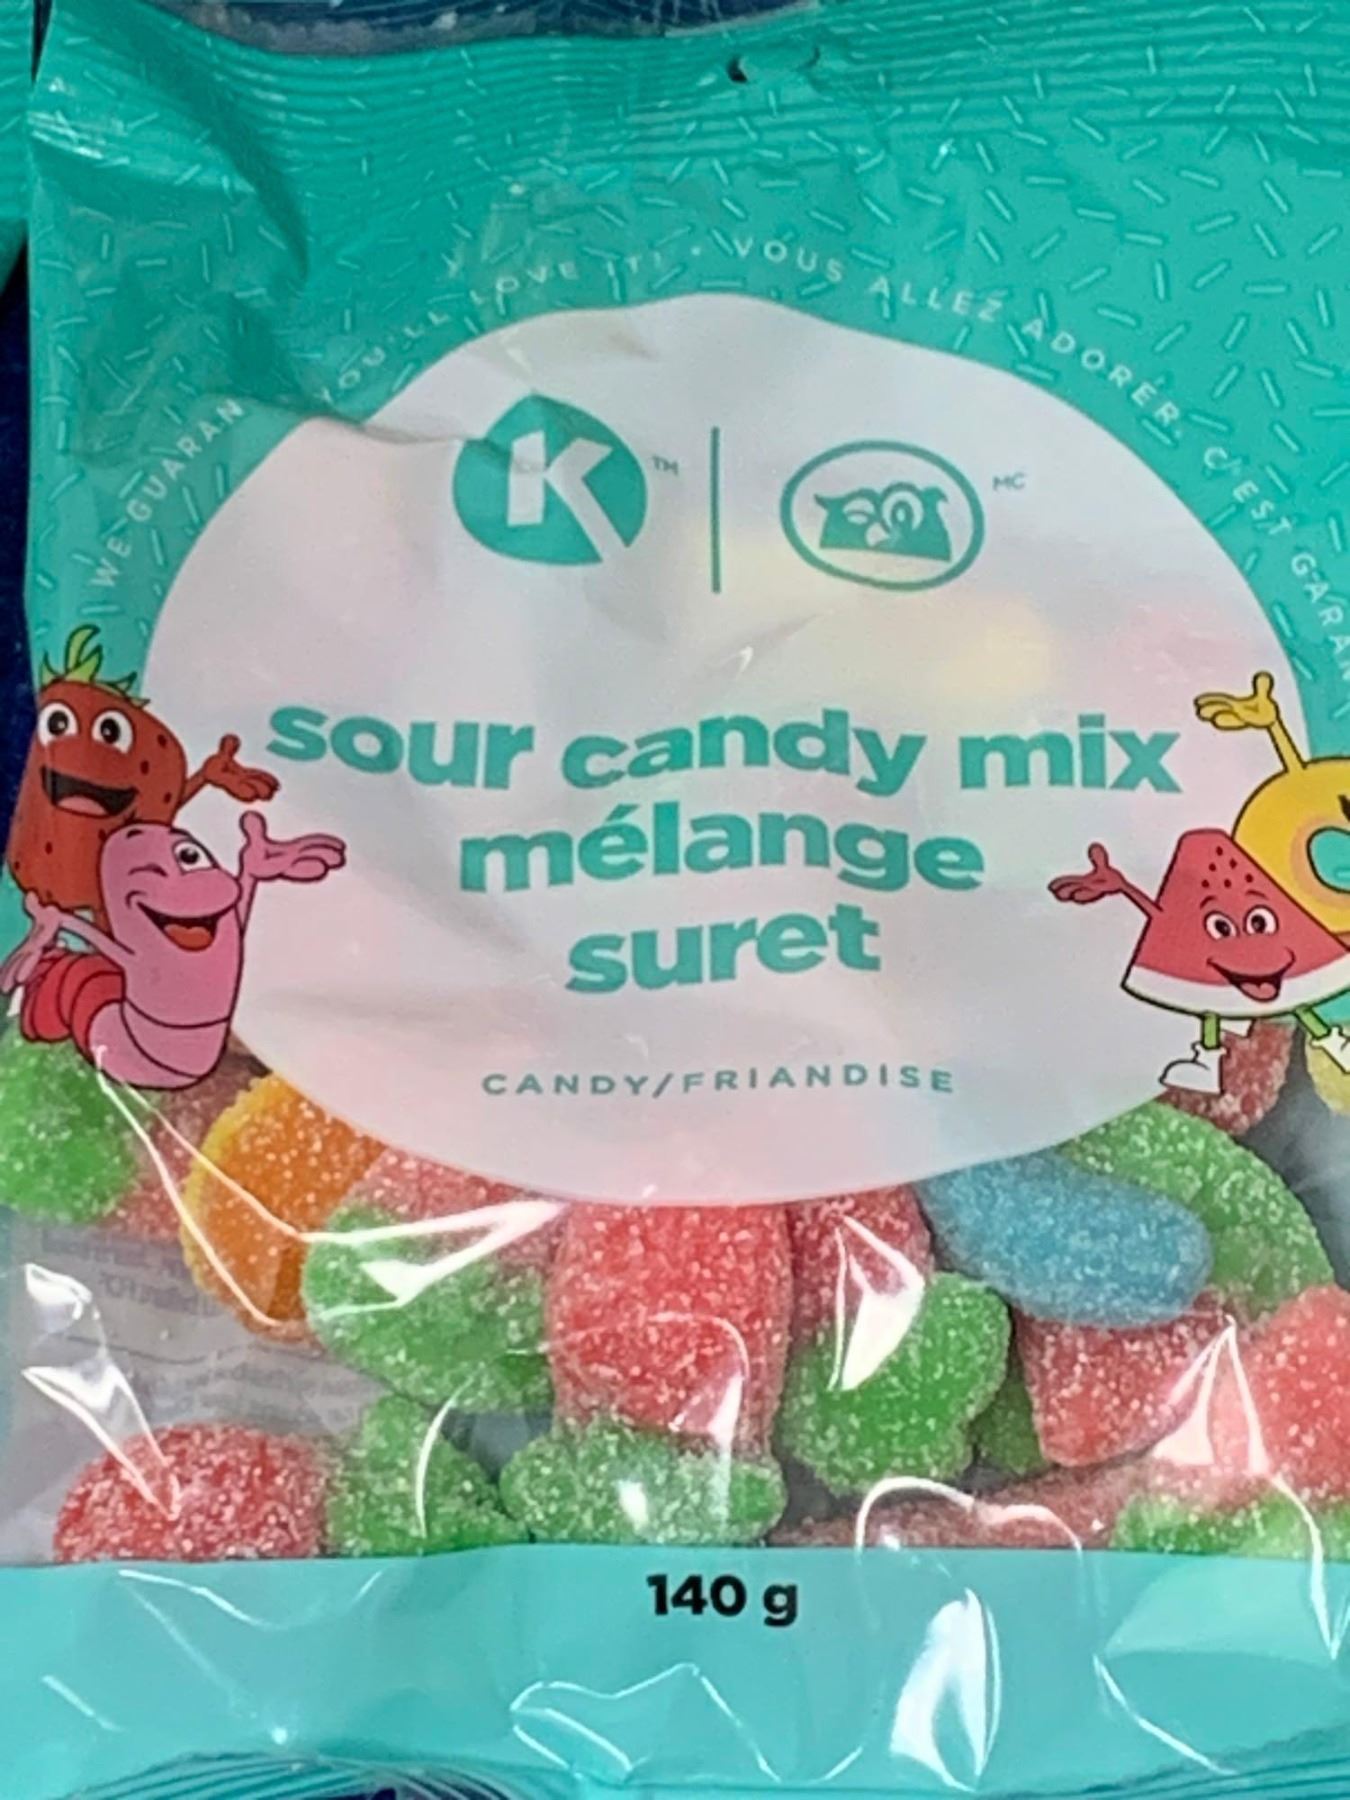 WE GUARAN YOU'LL LOVE IT! • VOUS ALLEZ ADORER, C'EST GARAN
K TM MC
sour candy mix
mélange
suret
CANDY/FRIANDISE
140 g